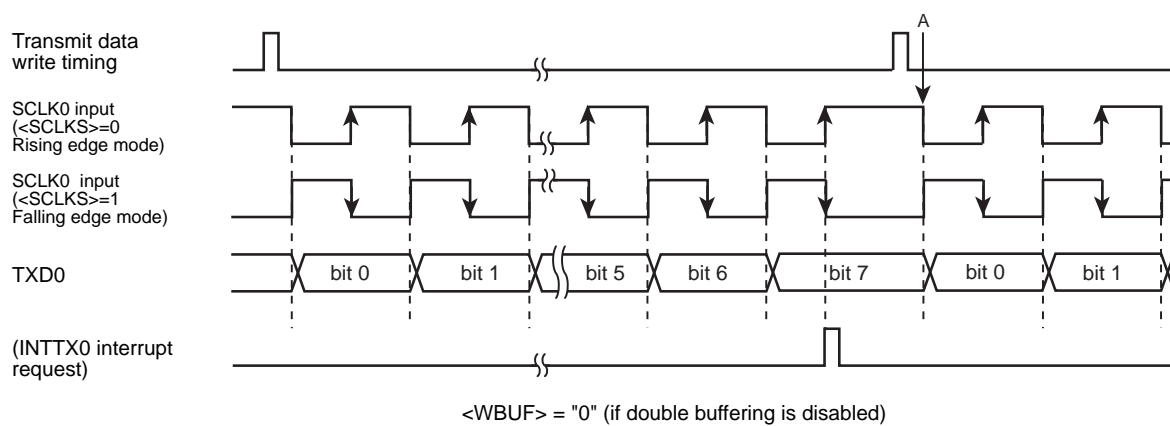 A
Transmit data
write timing
SCLK0 input
(<SCLKS>=0
Rising edge mode)
SCLK0 input
(<SCLKS>=1
Falling edge mode)
TXD0
bit 0
bit 1
bit 5
bit 6
bit 7
bit 0
bit 1
(INTTX0 interrupt
request)
<WBUF> = "0" (if double buffering is disabled)